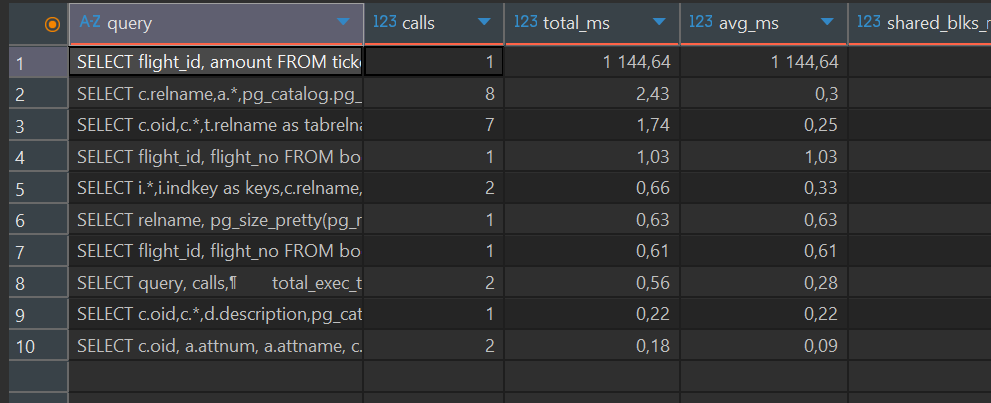 A-Z query 123 calls 123 total_ms 123 avg_ms 123 shared_blks_
1 SELECT flight_id, amount FROM tick 1 1 144,64 1 144,64
2 SELECT c.relname,a.*,pg_catalog.pg_ 8 2,43 0,3
3 SELECT c.oid,c.*,t.relname as tabrelna 7 1,74 0,25
4 SELECT flight_id, flight_no FROM bo 1 1,03 1,03
5 SELECT i.*,i.indkey as keys,c.relname, 2 0,66 0,33
6 SELECT relname, pg_size_pretty(pg_r 1 0,63 0,63
7 SELECT flight_id, flight_no FROM bo 1 0,61 0,61
8 SELECT query, calls,¶ total_exec_t 2 0,56 0,28
9 SELECT c.oid,c.*,d.description,pg_cat 1 0,22 0,22
10 SELECT c.oid, a.attnum, a.attname, c. 2 0,18 0,09